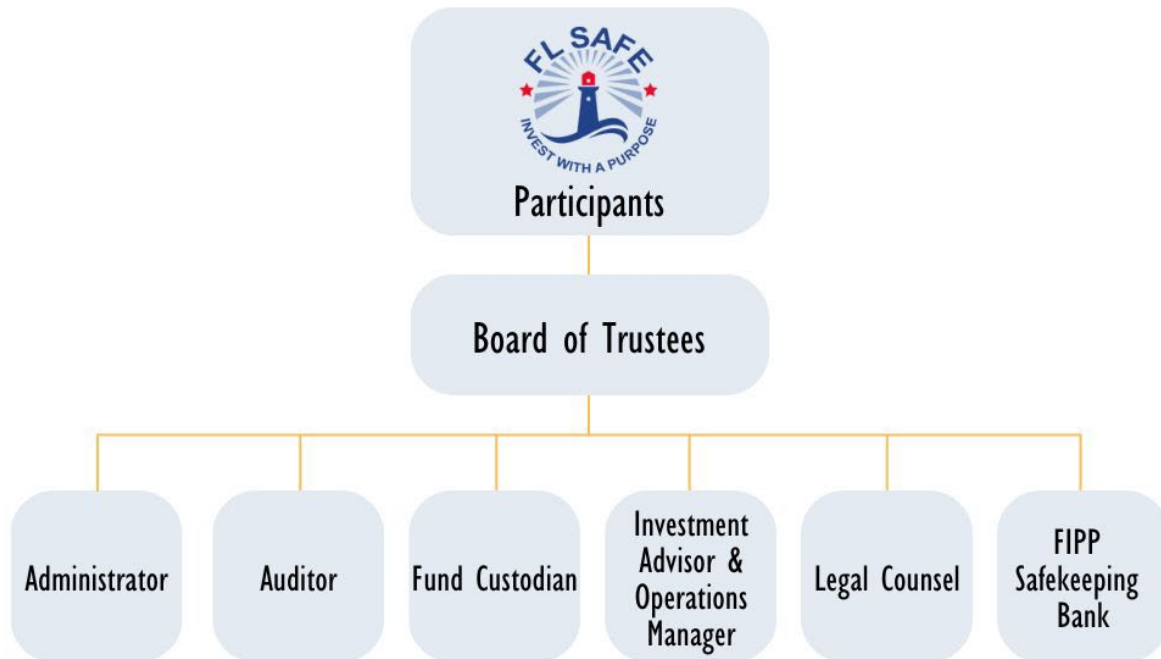 FL SAFE
INVEST WITH A PURPOSE
Participants
Board of Trustees
Administrator
Auditor
Fund Custodian
Investment
Advisor &
Operations
Manager
Legal Counsel
FIPP
Safekeeping
Bank